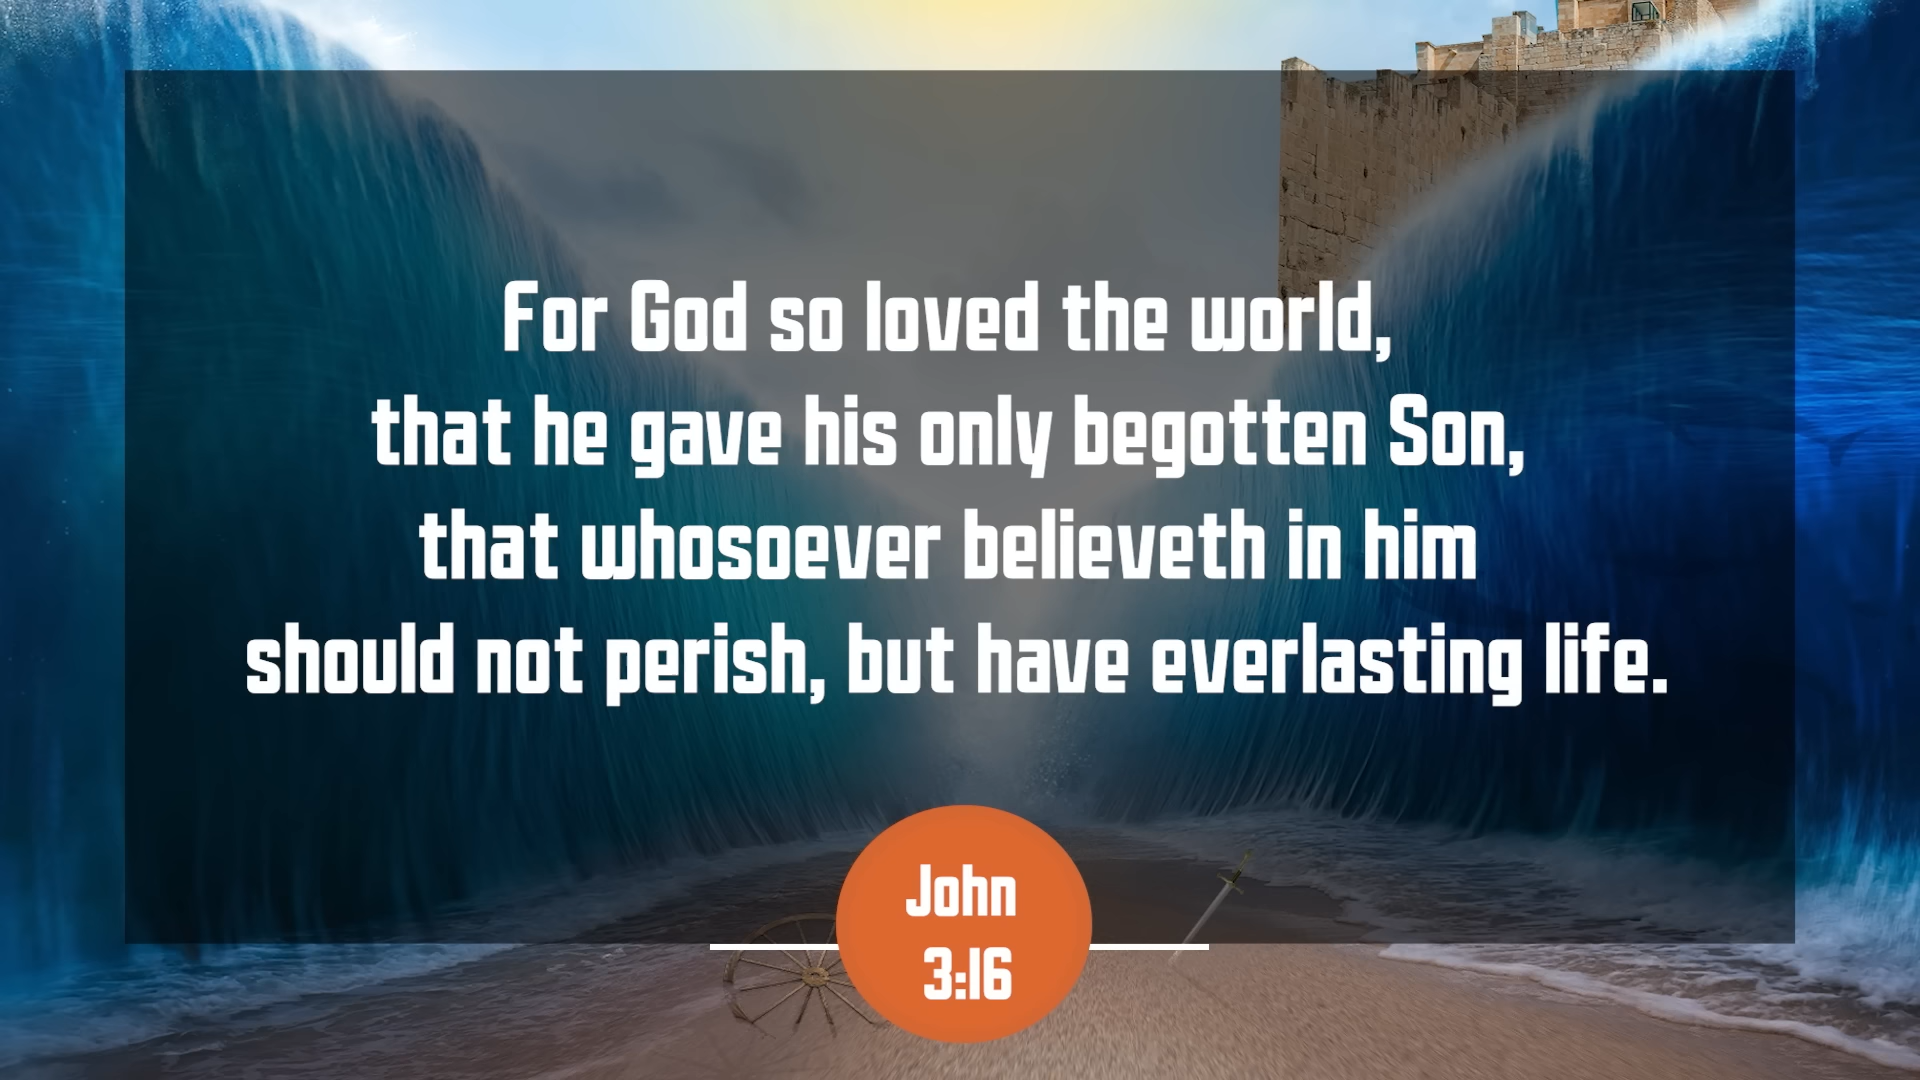 For God so loved the world,
that he gave his only begotten Son,
that whosoever believeth in him
should not perish, but have everlasting life.
John
3:16